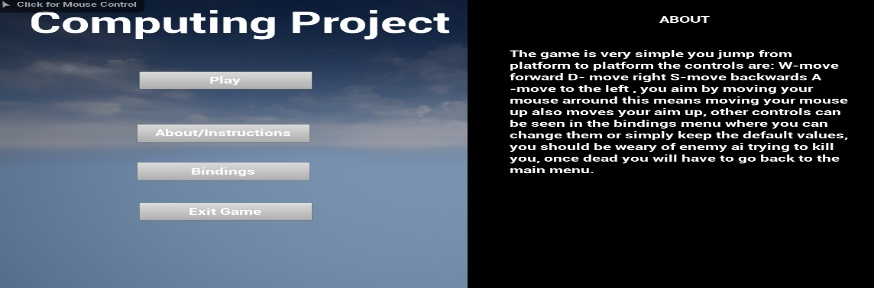 Click for Mouse Control
Computing Project
Play
About/Instructions
Bindings
Exit Game
ABOUT
The game is very simple you jump from
platform to platform the controls are: W-move
forward D- move right S-move backwards A
-move to the left , you aim by moving your
mouse arround this means moving your mouse
up also moves your aim up, other controls can
be seen in the bindings menu where you can
change them or simply keep the default values,
you should be weary of enemy ai trying to kill
you, once dead you will have to go back to the
main menu.